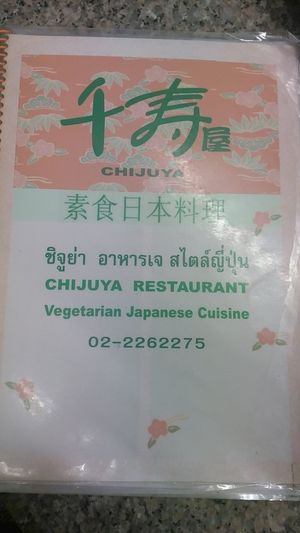 千寿屋
CHIJUYA
素食日本料理
ชิจูย่า อาหารเจ สไตล์ญี่ปุ่น
CHIJUYA RESTAURANT
Vegetarian Japanese Cuisine
02-2262275